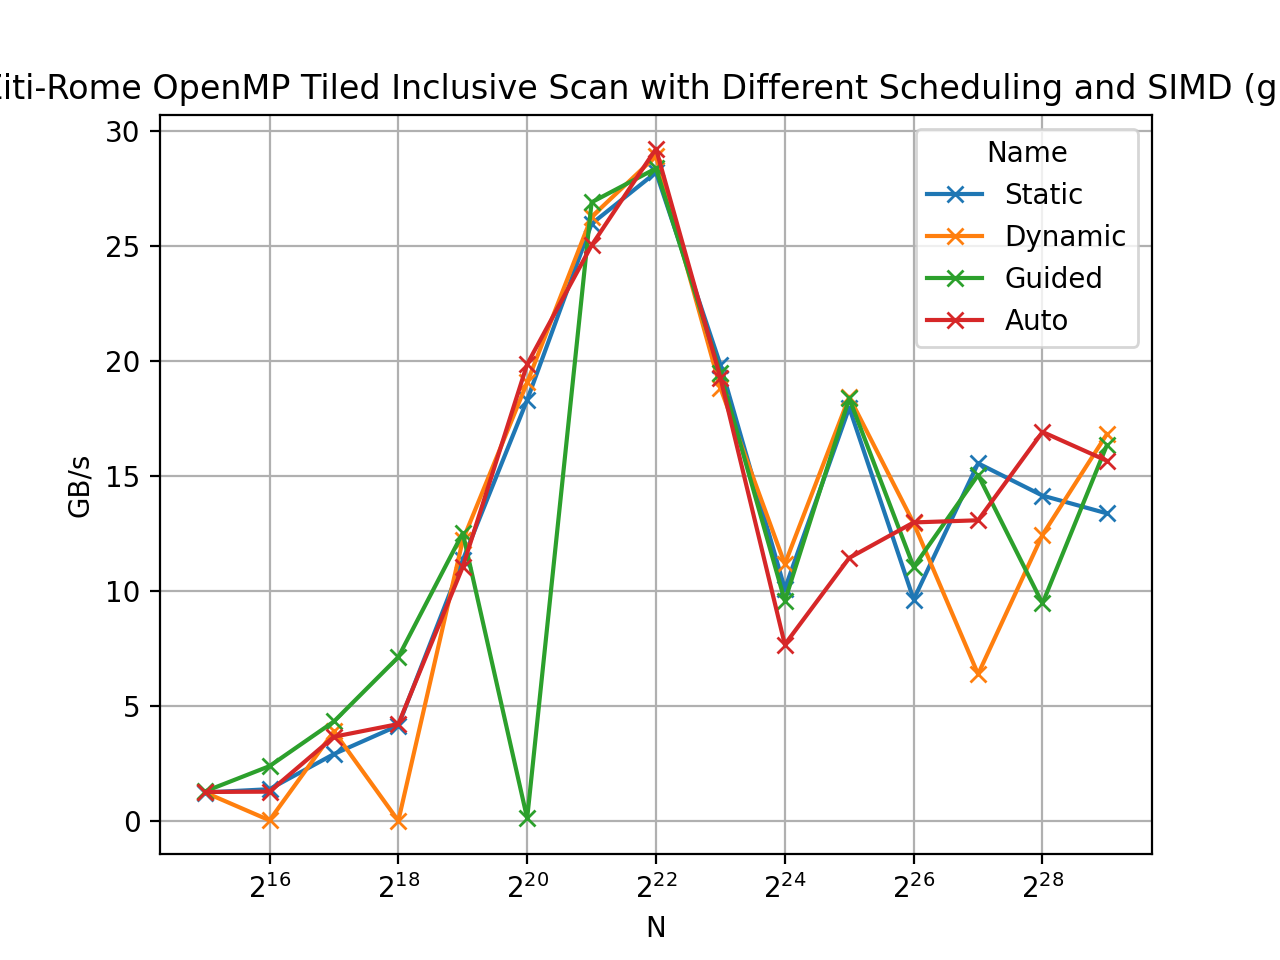 iti-Rome OpenMP Tiled Inclusive Scan with Different Scheduling and SIMD (g
30
25
20
15
10
5
0
GB/s
Name
Static
Dynamic
Guided
Auto
2^16 2^18 2^20 2^22 2^24 2^26 2^28
N